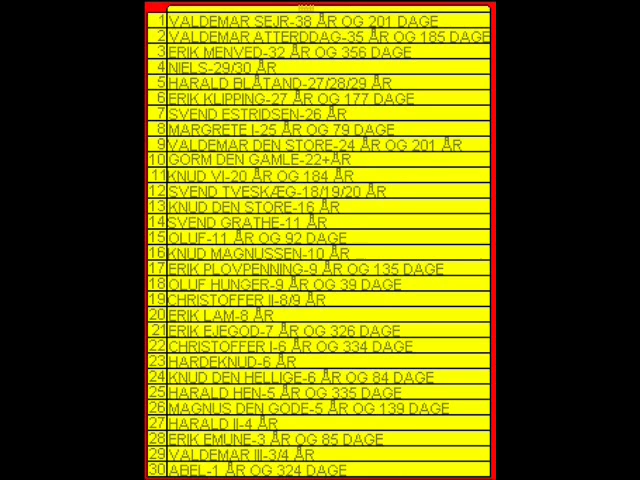 1 VALDEMAR SEJR-38 ÅR OG 201 DAGE
2 VALDEMAR ATTERDDAG-35 ÅR OG 185 DAGE
3 ERIK MENVED-32 ÅR OG 356 DAGE
4 NIELS-29/30 ÅR
5 HARALD BLÅTAND-27/28/29 ÅR
6 ERIK KLIPPING-27 ÅR OG 177 DAGE
7 SVEND ESTRIDSEN-26 ÅR
8 MARGRETE I-25 ÅR OG 79 DAGE
9 VALDEMAR DEN STORE-24 ÅR OG 201 ÅR
10 GORM DEN GAMLE-22+ÅR
11 KNUD VI-20 ÅR OG 184 ÅR
12 SVEND TVESKÆG-18/19/20 ÅR
13 KNUD DEN STORE-16 ÅR
14 SVEND GRATHE-11 ÅR
15 OLUF-11 ÅR OG 92 DAGE
16 KNUD MAGNUSSEN-10 ÅR
17 ERIK PLOVPENNING-9 ÅR OG 135 DAGE
18 OLUF HUNGER-9 ÅR OG 39 DAGE
19 CHRISTOFFER II-8/9 ÅR
20 ERIK LAM-8 ÅR
21 ERIK EJEGOD-7 ÅR OG 326 DAGE
22 CHRISTOFFER I-6 ÅR OG 334 DAGE
23 HARDEKNUD-6 ÅR
24 KNUD DEN HELLIGE-6 ÅR OG 84 DAGE
25 HARALD HEN-5 ÅR OG 335 DAGE
26 MAGNUS DEN GODE-5 ÅR OG 139 DAGE
27 HARALD II-4 ÅR
28 ERIK EMUNE-3 ÅR OG 85 DAGE
29 VALDEMAR III-3/4 ÅR
30 ABEL-1 ÅR OG 324 DAGE